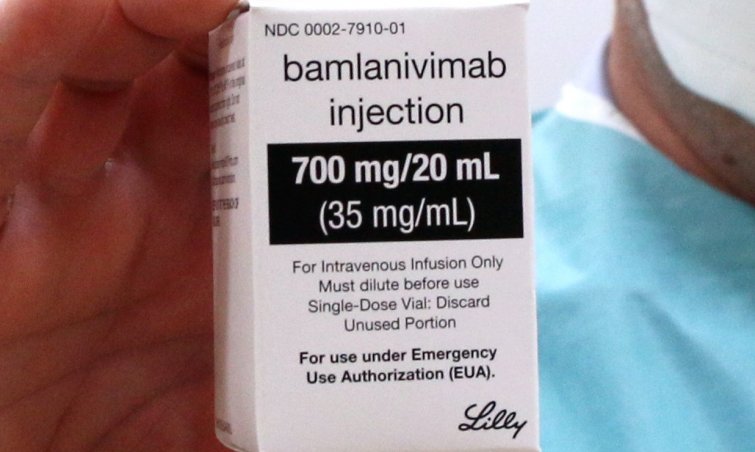 NDC 0002-7910-01
bamlanivimab
injection
700 mg/20 mL
(35 mg/mL)
For Intravenous Infusion Only
Must dilute before use
Single-Dose Vial: Discard
Unused Portion
For use under Emergency
Use Authorization (EUA).
Lilly